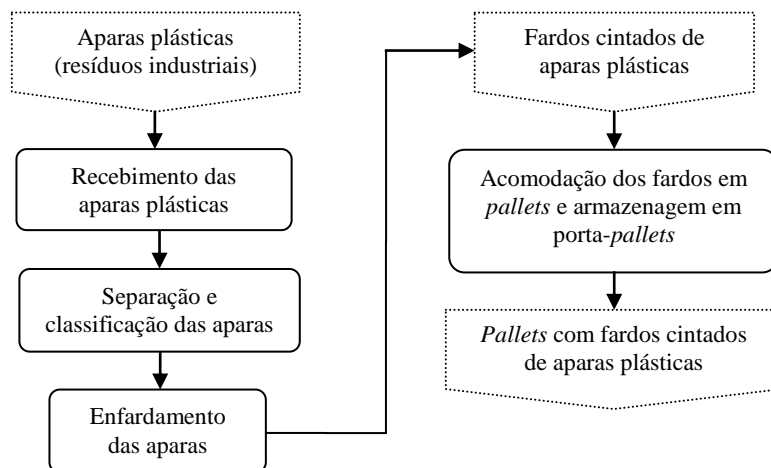 Aparas plásticas
(resíduos industriais)
Recebimento das
aparas plásticas
Separação e
classificação das aparas
Enfardamento
das aparas
Fardos cintados de
aparas plásticas
Acomodação dos fardos em
pallets e armazenagem em
porta-pallets
Pallets com fardos cintados
de aparas plásticas